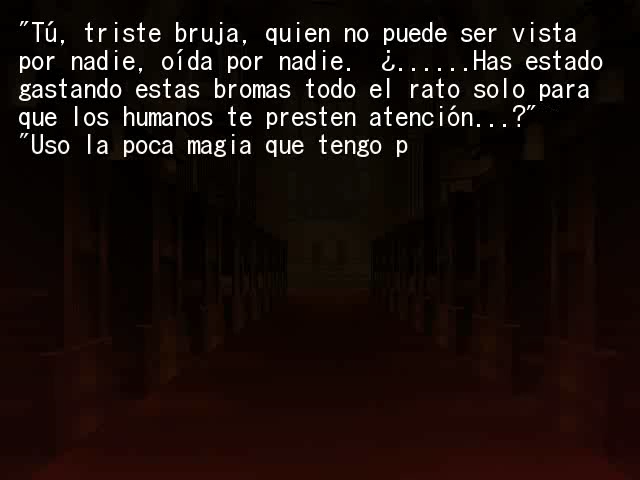 "Tú, triste bruja, quien no puede ser vista
por nadie, oída por nadie. ¿......Has estado
gastando estas bromas todo el rato solo para
que los humanos te presten atención...?"
"Uso la poca magia que tengo p